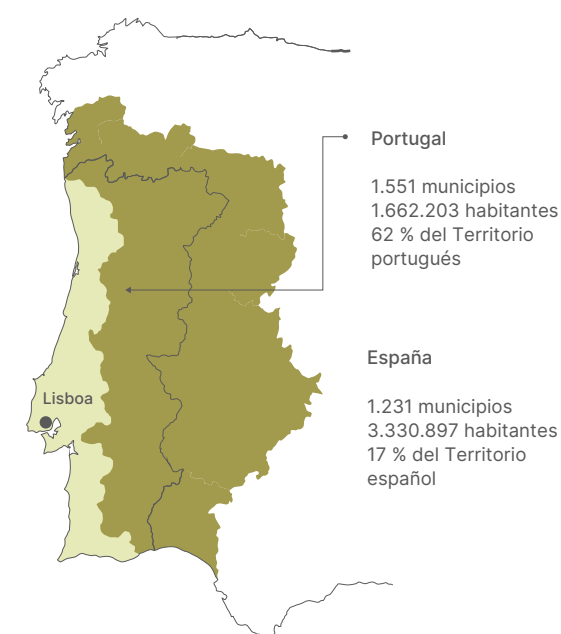 Portugal
1.551 municipios
1.662.203 habitantes
62 % del Territorio
portugués
España
1.231 municipios
3.330.897 habitantes
17 % del Territorio
español
Lisboa